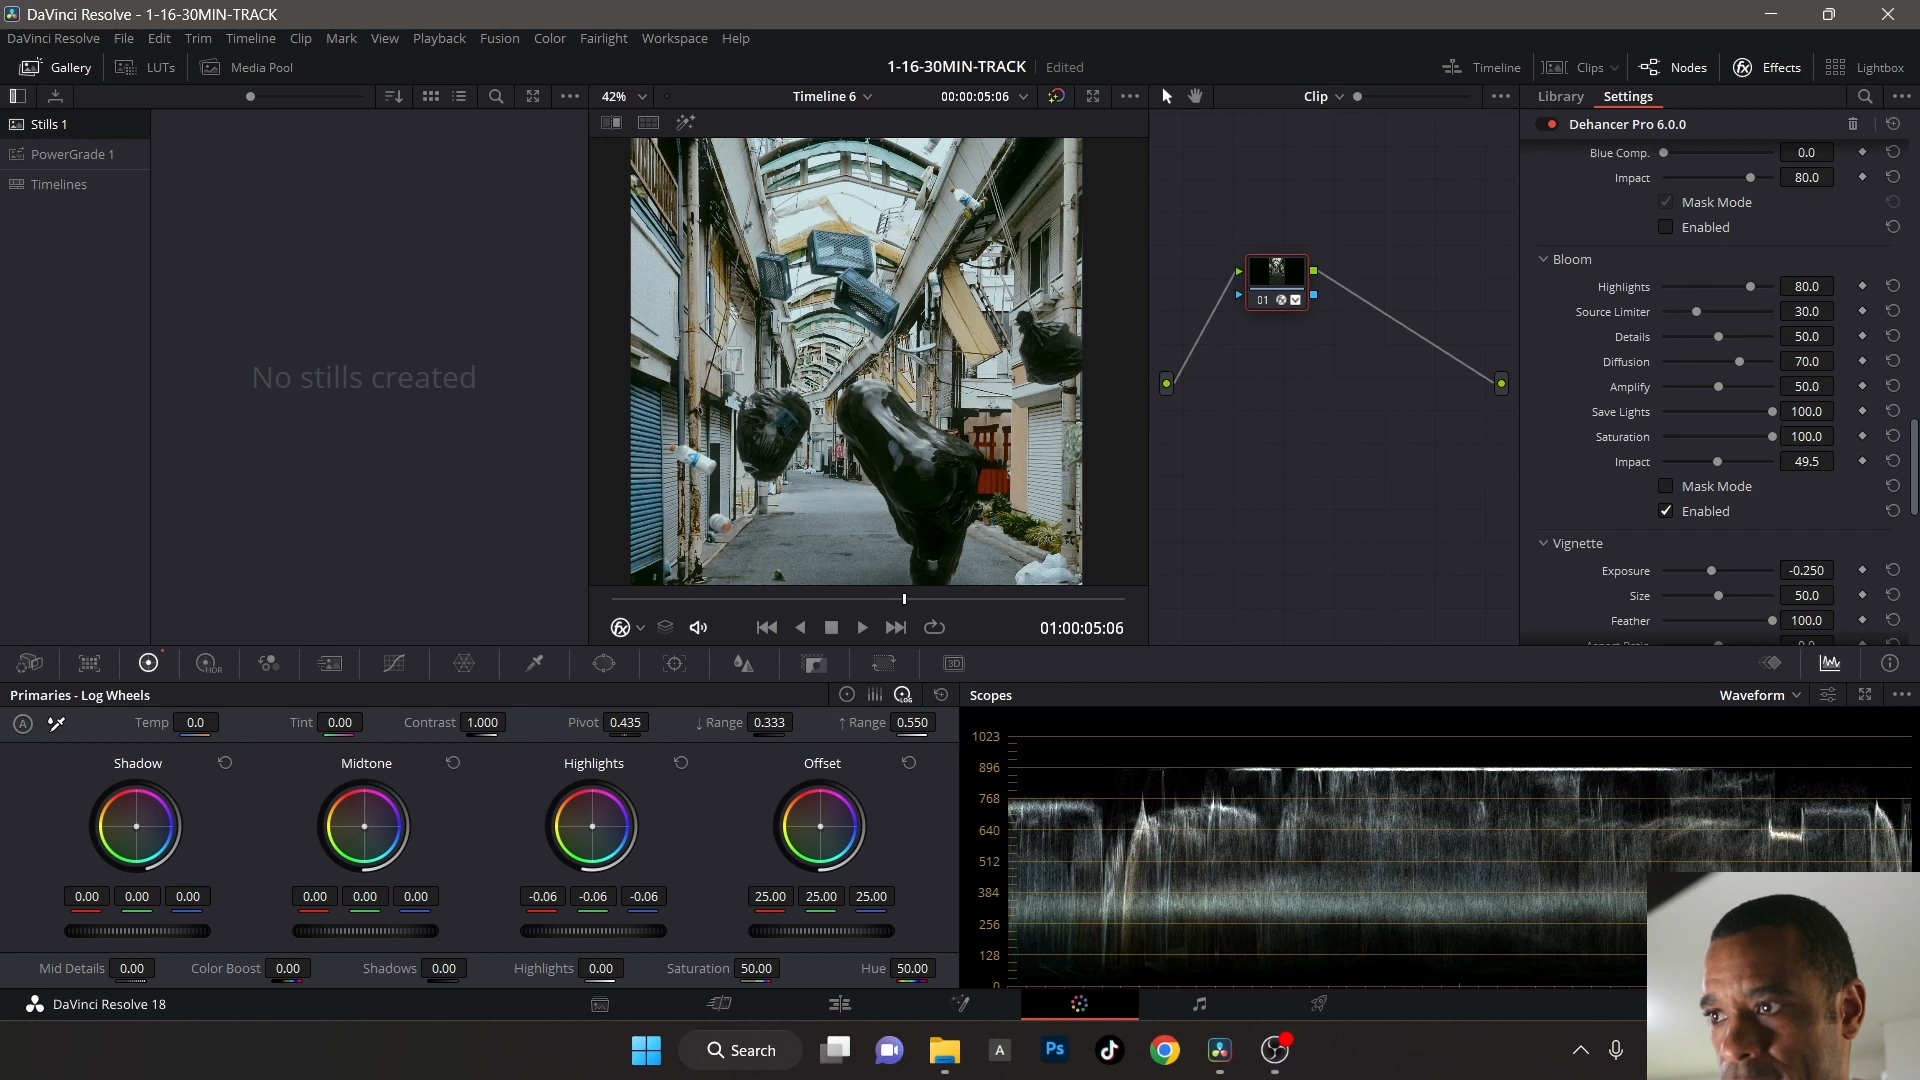 DaVinci Resolve - 1-16-30MIN-TRACK
DaVinci Resolve File Edit Trim Timeline Clip Mark View Playback Fusion Color Fairlight Workspace Help
Gallery LUTs Media Pool 1-16-30MIN-TRACK Edited Timeline Clips Nodes Effects Lightbox
42% Timeline 6 00:00:05:06 Clip Library Settings
Stills 1
PowerGrade 1
Timelines
No stills created
Dehancer Pro 6.0.0
Blue Comp. 0.0
Impact 80.0
Mask Mode
Enabled
Bloom
Highlights 80.0
Source Limiter 30.0
Details 50.0
Diffusion 70.0
Amplify 50.0
Save Lights 100.0
Saturation 100.0
Impact 49.5
Mask Mode
Enabled
Vignette
Exposure -0.250
Size 50.0
Feather 100.0
Aspect Ratio 0.0
01
01:00:05:06
HDR
3D
Primaries - Log Wheels
LOG
Scopes Waveform
A Temp 0.0 Tint 0.00 Contrast 1.000 Pivot 0.435 ↓ Range 0.333 ↑ Range 0.550
Shadow Midtone Highlights Offset
0.00 0.00 0.00 0.00 0.00 0.00 -0.06 -0.06 -0.06 25.00 25.00 25.00
Mid Details 0.00 Color Boost 0.00 Shadows 0.00 Highlights 0.00 Saturation 50.00 Hue 50.00
1023
896
768
640
512
384
256
128
0
DaVinci Resolve 18
Search
A
Ps